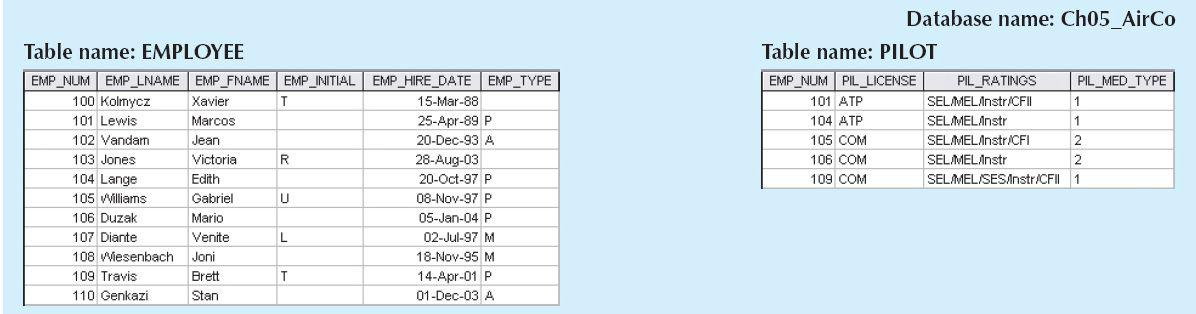 Database name: Ch05_AirCo
Table name: EMPLOYEE
EMP_NUM EMP_LNAME EMP_FNAME EMP_INITIAL EMP_HIRE_DATE EMP_TYPE
100 Kolmycz Xavier T 15-Mar-88
101 Lewis Marcos 25-Apr-89 P
102 Vandam Jean 20-Dec-93 A
103 Jones Victoria R 28-Aug-03
104 Lange Edith 20-Oct-97 P
105 Williams Gabriel U 08-Nov-97 P
106 Duzak Mario 05-Jan-04 P
107 Diante Venite L 02-Jul-97 M
108 Wiesenbach Joni 18-Nov-95 M
109 Travis Brett T 14-Apr-01 P
110 Genkazi Stan 01-Dec-03 A
Table name: PILOT
EMP_NUM PIL_LICENSE PIL_RATINGS PIL_MED_TYPE
101 ATP SEL/MEL/Instr/CFII 1
104 ATP SEL/MEL/Instr 1
105 COM SEL/MEL/Instr/CFI 2
106 COM SEL/MEL/Instr 2
109 COM SEL/MEL/SES/Instr/CFII 1